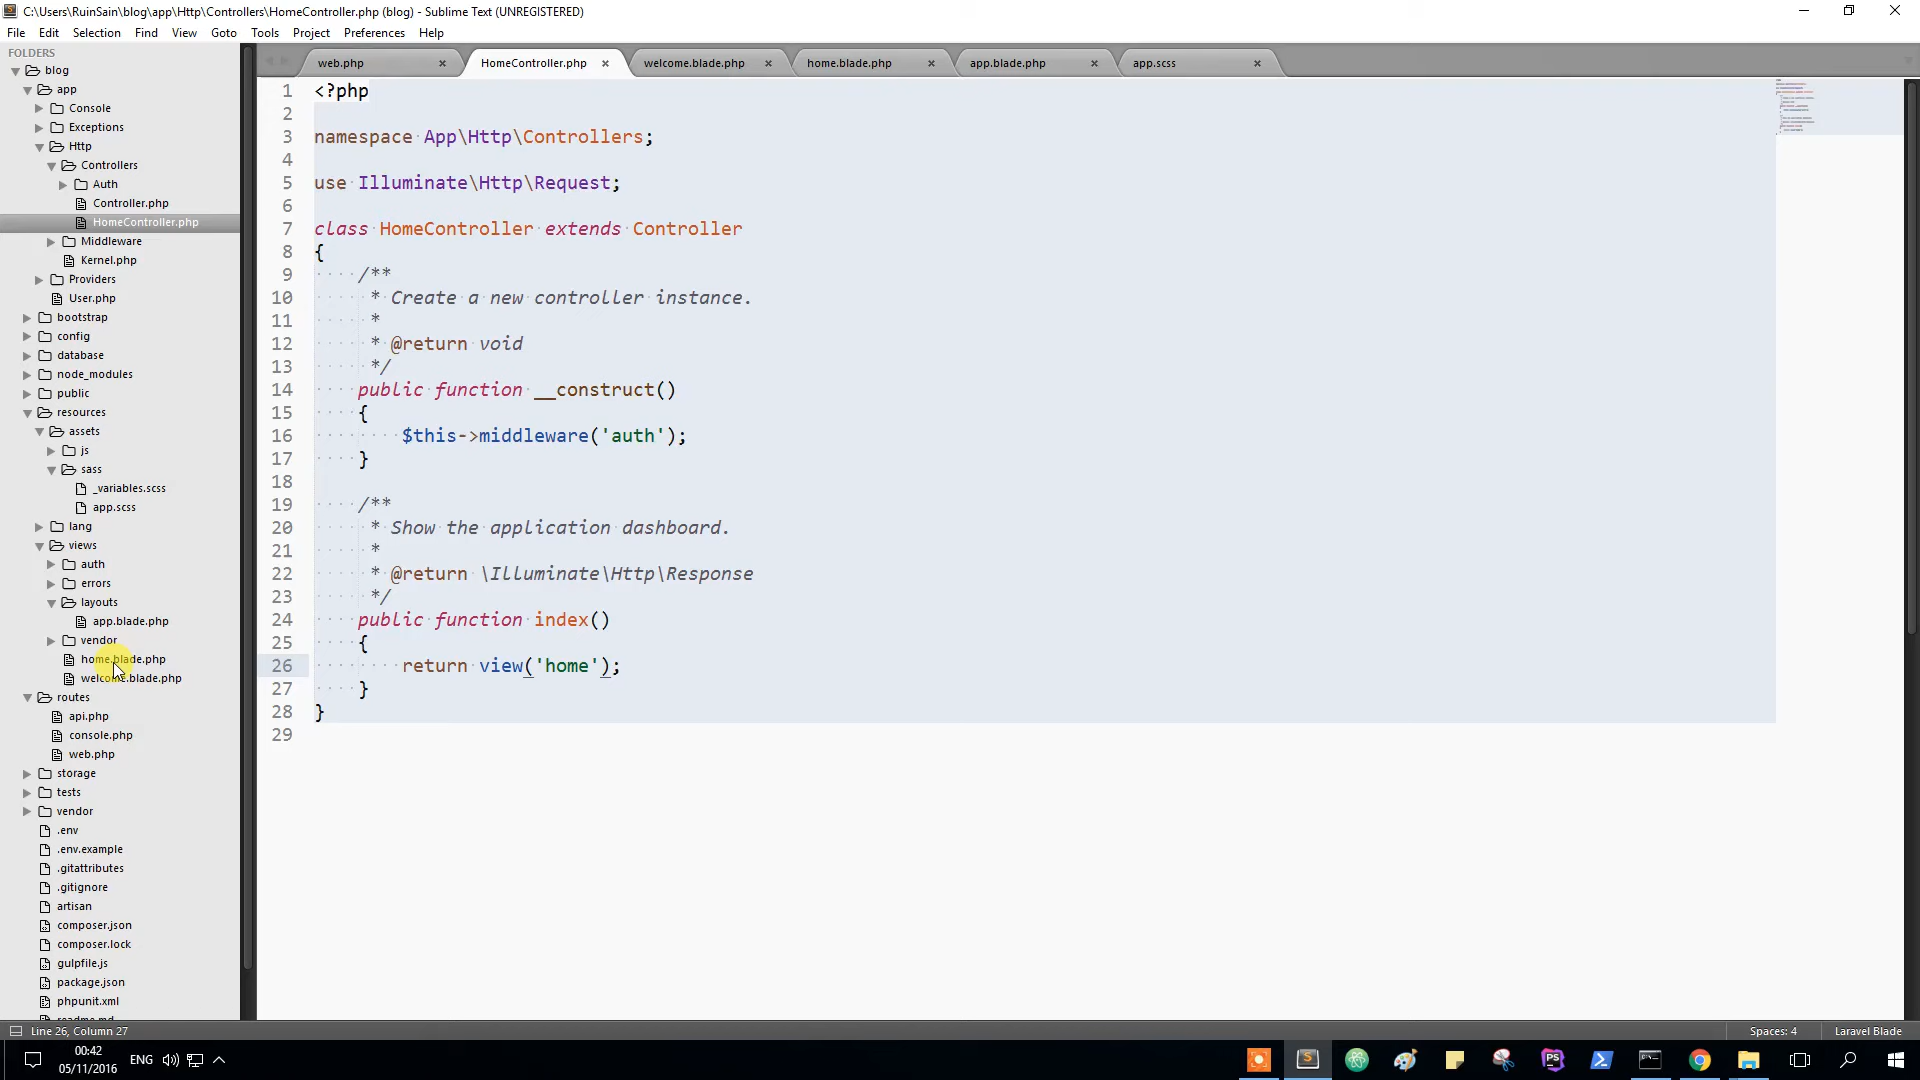 C:\Users\RuinSain\blog\app\Http\Controllers\HomeController.php (blog) - Sublime Text (UNREGISTERED)
File Edit Selection Find View Goto Tools Project Preferences Help
FOLDERS
blog
app
Console
Exceptions
Http
Controllers
Auth
Controller.php
HomeController.php
Middleware
Kernel.php
Providers
User.php
bootstrap
config
database
node_modules
public
resources
assets
js
sass
_variables.scss
app.scss
lang
views
auth
errors
layouts
app.blade.php
vendor
home.blade.php
welcome.blade.php
routes
api.php
console.php
web.php
storage
tests
vendor
.env
.env.example
.gitattributes
.gitignore
artisan
composer.json
composer.lock
gulpfile.js
package.json
phpunit.xml
readme.md
web.php HomeController.php welcome.blade.php home.blade.php app.blade.php app.scss
1 <?php
2
3 namespace App\Http\Controllers;
4
5 use Illuminate\Http\Request;
6
7 class HomeController extends Controller
8 {
9 /**
10 * Create a new controller instance.
11 *
12 * @return void
13 */
14 public function __construct()
15 {
16 $this->middleware('auth');
17 }
18
19 /**
20 * Show the application dashboard.
21 *
22 * @return \Illuminate\Http\Response
23 */
24 public function index()
25 {
26 return view('home');
27 }
28 }
29
Line 26, Column 27 Spaces: 4 Laravel Blade
00:42
05/11/2016
ENG